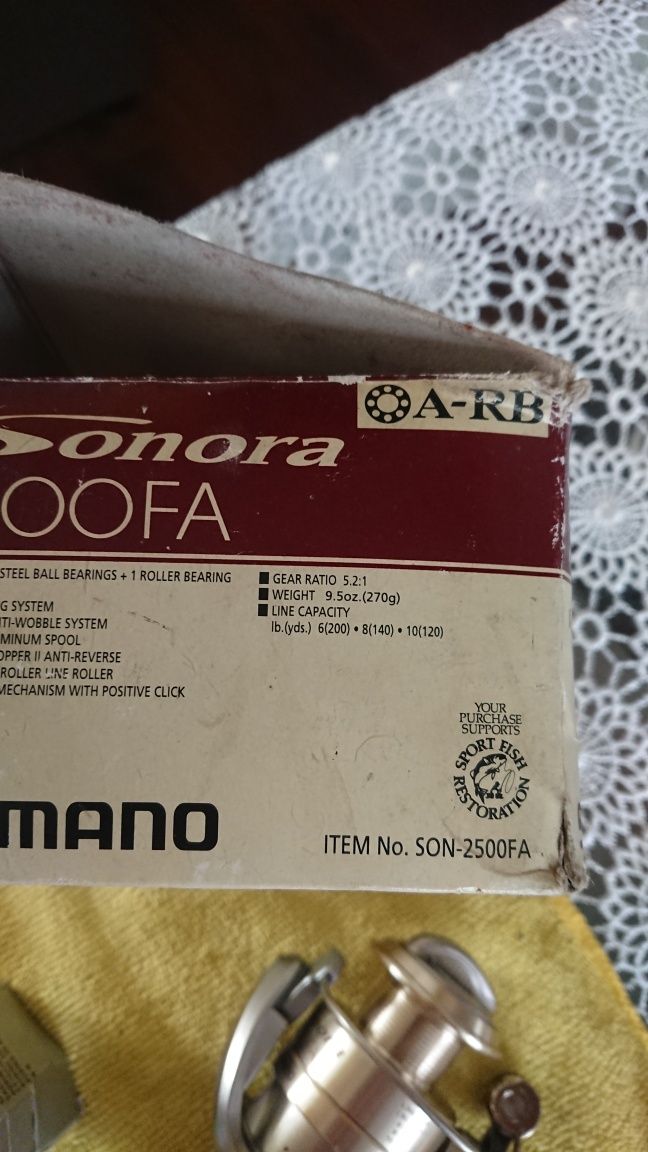 A-RB
Sonora
OOFA
STEEL BALL BEARINGS + 1 ROLLER BEARING
G SYSTEM
TI-WOBBLE SYSTEM
MINUM SPOOL
OPPER II ANTI-REVERSE
ROLLER LINE ROLLER
MECHANISM WITH POSITIVE CLICK
■ GEAR RATIO 5.2:1
■ WEIGHT 9.5oz.(270g)
■ LINE CAPACITY
lb.(yds.) 6(200) • 8(140) • 10(120)
YOUR
PURCHASE
SUPPORTS
SPORT FISH
RESTORATION
MANO
ITEM No. SON-2500FA